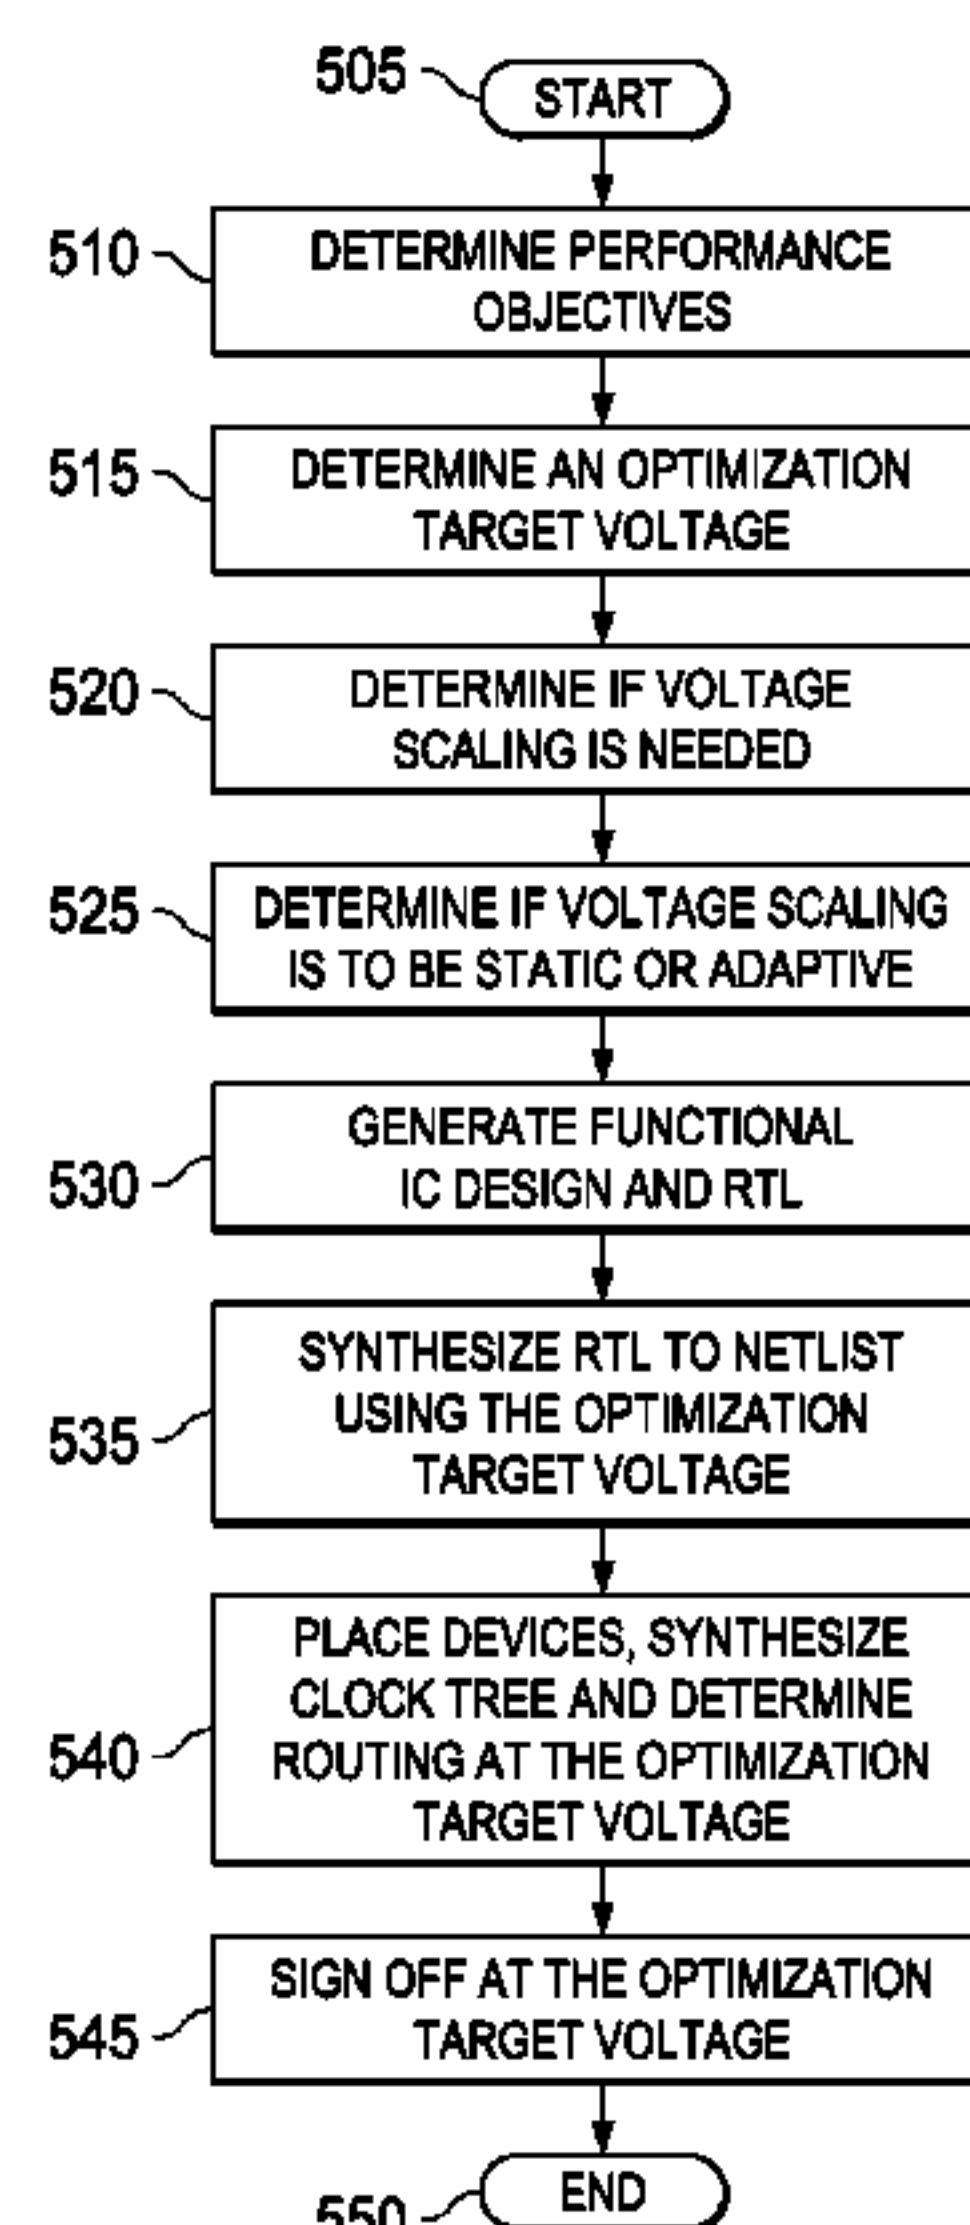 505
START
510
DETERMINE PERFORMANCE
OBJECTIVES
515
DETERMINE AN OPTIMIZATION
TARGET VOLTAGE
520
DETERMINE IF VOLTAGE
SCALING IS NEEDED
525
DETERMINE IF VOLTAGE SCALING
IS TO BE STATIC OR ADAPTIVE
530
GENERATE FUNCTIONAL
IC DESIGN AND RTL
535
SYNTHESIZE RTL TO NETLIST
USING THE OPTIMIZATION
TARGET VOLTAGE
540
PLACE DEVICES, SYNTHESIZE
CLOCK TREE AND DETERMINE
ROUTING AT THE OPTIMIZATION
TARGET VOLTAGE
545
SIGN OFF AT THE OPTIMIZATION
TARGET VOLTAGE
550
END